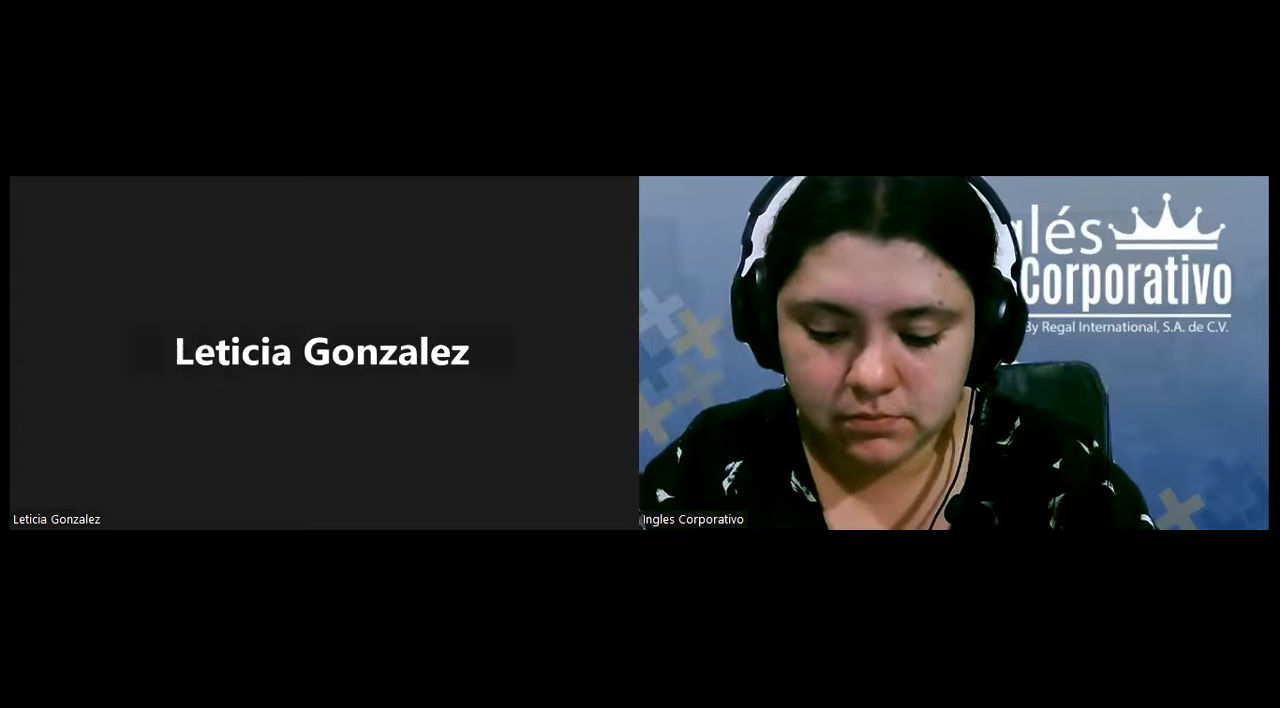 Leticia Gonzalez
Leticia Gonzalez
glés
Corporativo
By Regal International, S.A. de C.V.
Ingles Corporativo